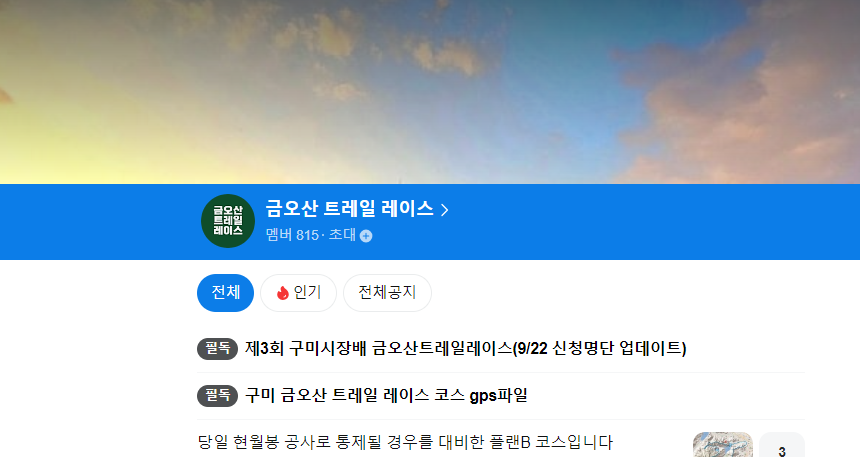 금오산
트레일
레이스
금오산 트레일 레이스
멤버 815 · 초대
전체
인기
전체공지
필독 제3회 구미시장배 금오산트레일레이스(9/22 신청명단 업데이트)
필독 구미 금오산 트레일 레이스 코스 gps파일
당일 현월봉 공사로 통제될 경우를 대비한 플랜B 코스입니다
3